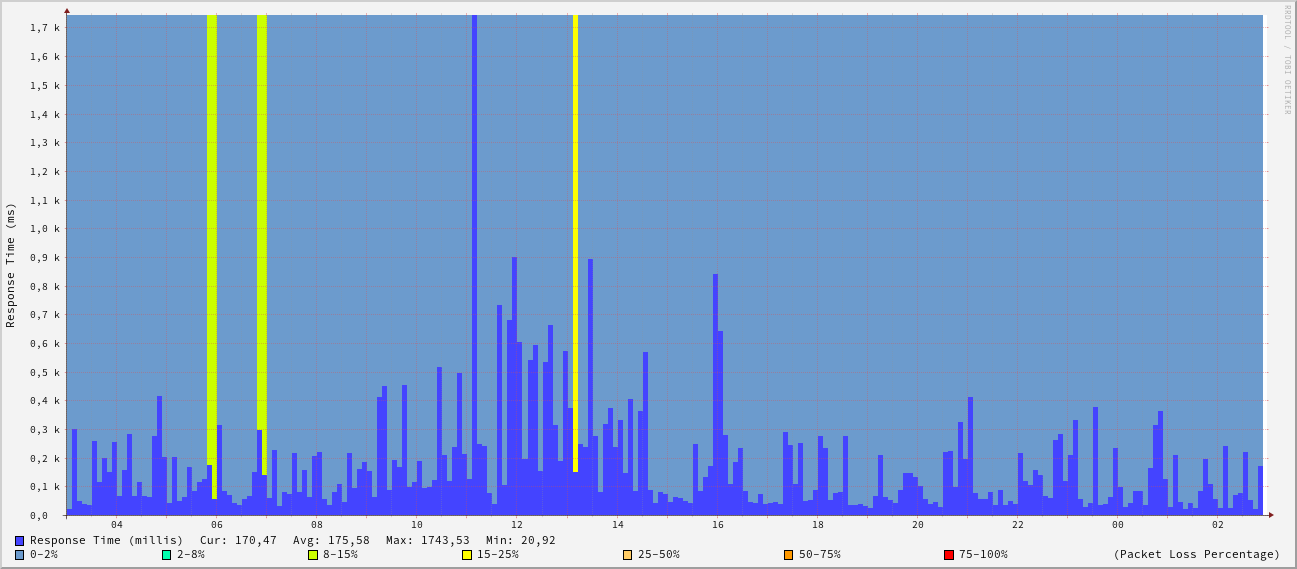 RRDTOOL / TOBI OETIKER
Response Time (ms)
1,7 k
1,6 k
1,5 k
1,4 k
1,3 k
1,2 k
1,1 k
1,0 k
0,9 k
0,8 k
0,7 k
0,6 k
0,5 k
0,4 k
0,3 k
0,2 k
0,1 k
0,0
04 06 08 10 12 14 16 18 20 22 00 02
Response Time (millis) Cur: 170,47 Avg: 175,58 Max: 1743,53 Min: 20,92
0-2% 2-8% 8-15% 15-25% 25-50% 50-75% 75-100% (Packet Loss Percentage)